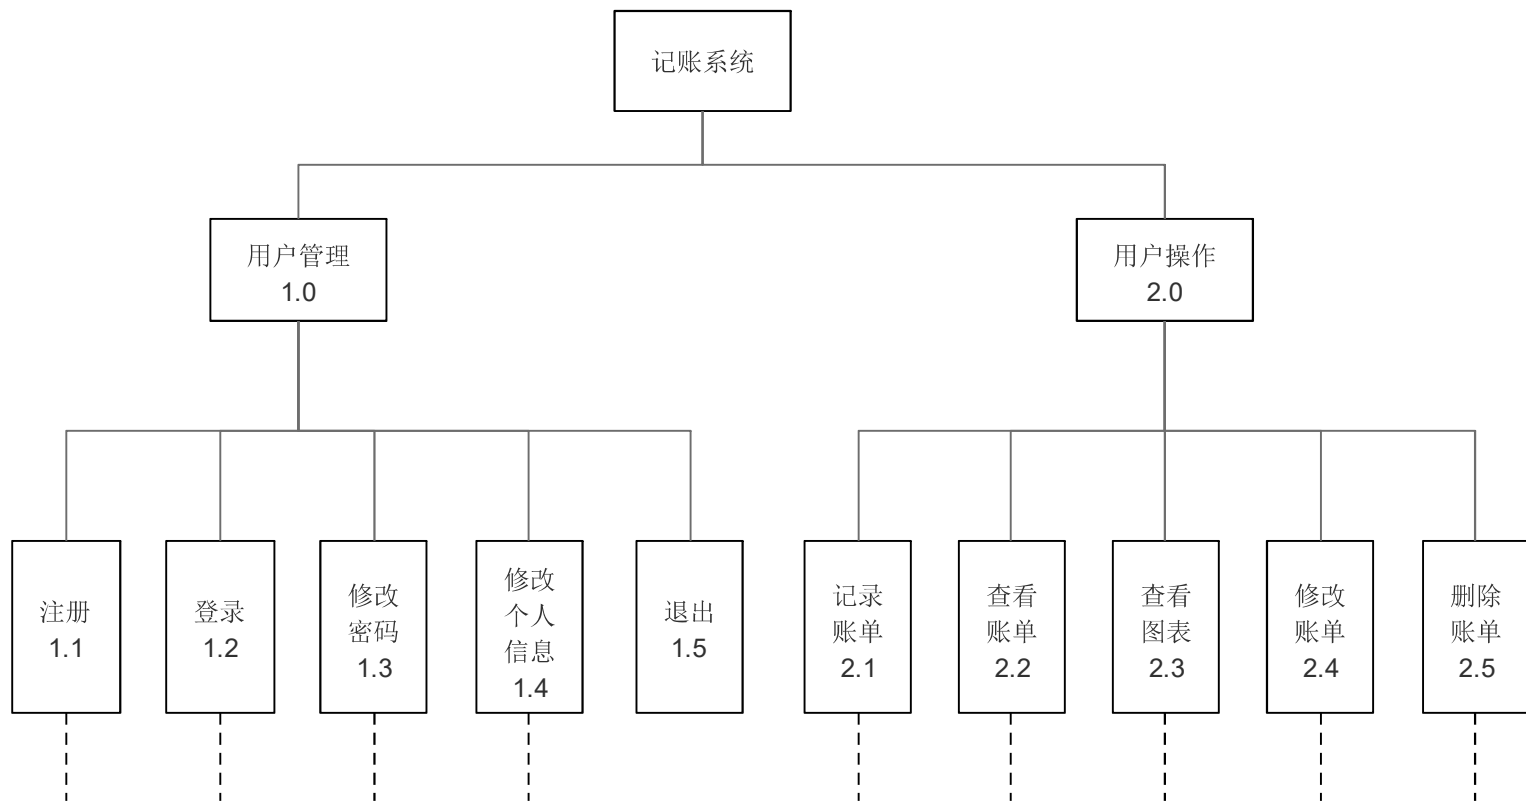 记账系统
用户管理
1.0
用户操作
2.0
注册
1.1
登录
1.2
修改
密码
1.3
修改
个人
信息
1.4
退出
1.5
记录
账单
2.1
查看
账单
2.2
查看
图表
2.3
修改
账单
2.4
删除
账单
2.5